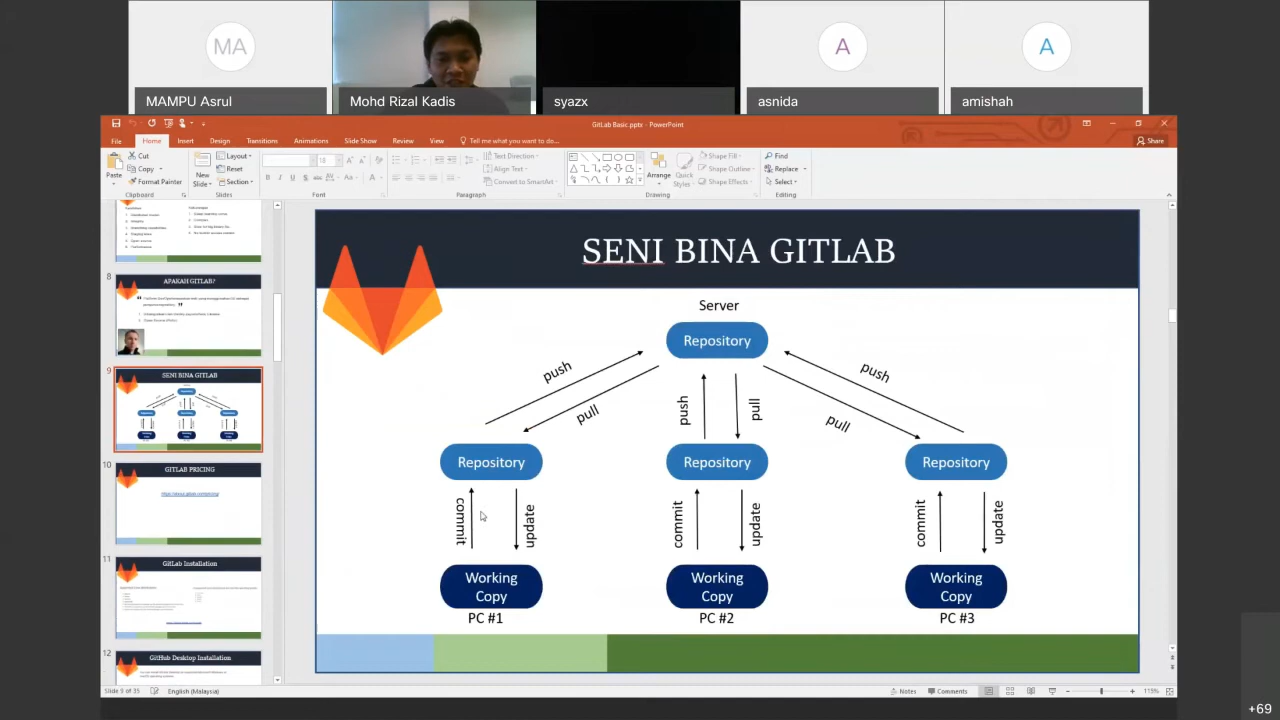 MA
A
A
MAMPU Asrul
Mohd Rizal Kadis
syazx
asnida
amishah
GitLab Basic.pptx - PowerPoint
File
Home
Insert
Design
Transitions
Animations
Slide Show
Review
View
Tell me what you want to do...
Share
Paste
Cut
Copy
Format Painter
Clipboard
New
Slide
Layout
Reset
Section
Slides
Font
Text Direction
Align Text
Convert to SmartArt
Paragraph
Arrange
Quick
Styles
Shape Fill
Shape Outline
Shape Effects
Drawing
Find
Replace
Select
Editing
8
APAKAH GITLAB?
9
SENI BINA GITLAB
10
GITLAB PRICING
11
GitLab Installation
12
GitHub Desktop Installation
SENI BINA GITLAB
Server
Repository
push
pull
push
pull
push
pull
Repository
Repository
Repository
commit
update
commit
update
commit
update
Working
Copy
Working
Copy
Working
Copy
PC #1
PC #2
PC #3
Slide 9 of 35
English (Malaysia)
Notes
Comments
119%
+69